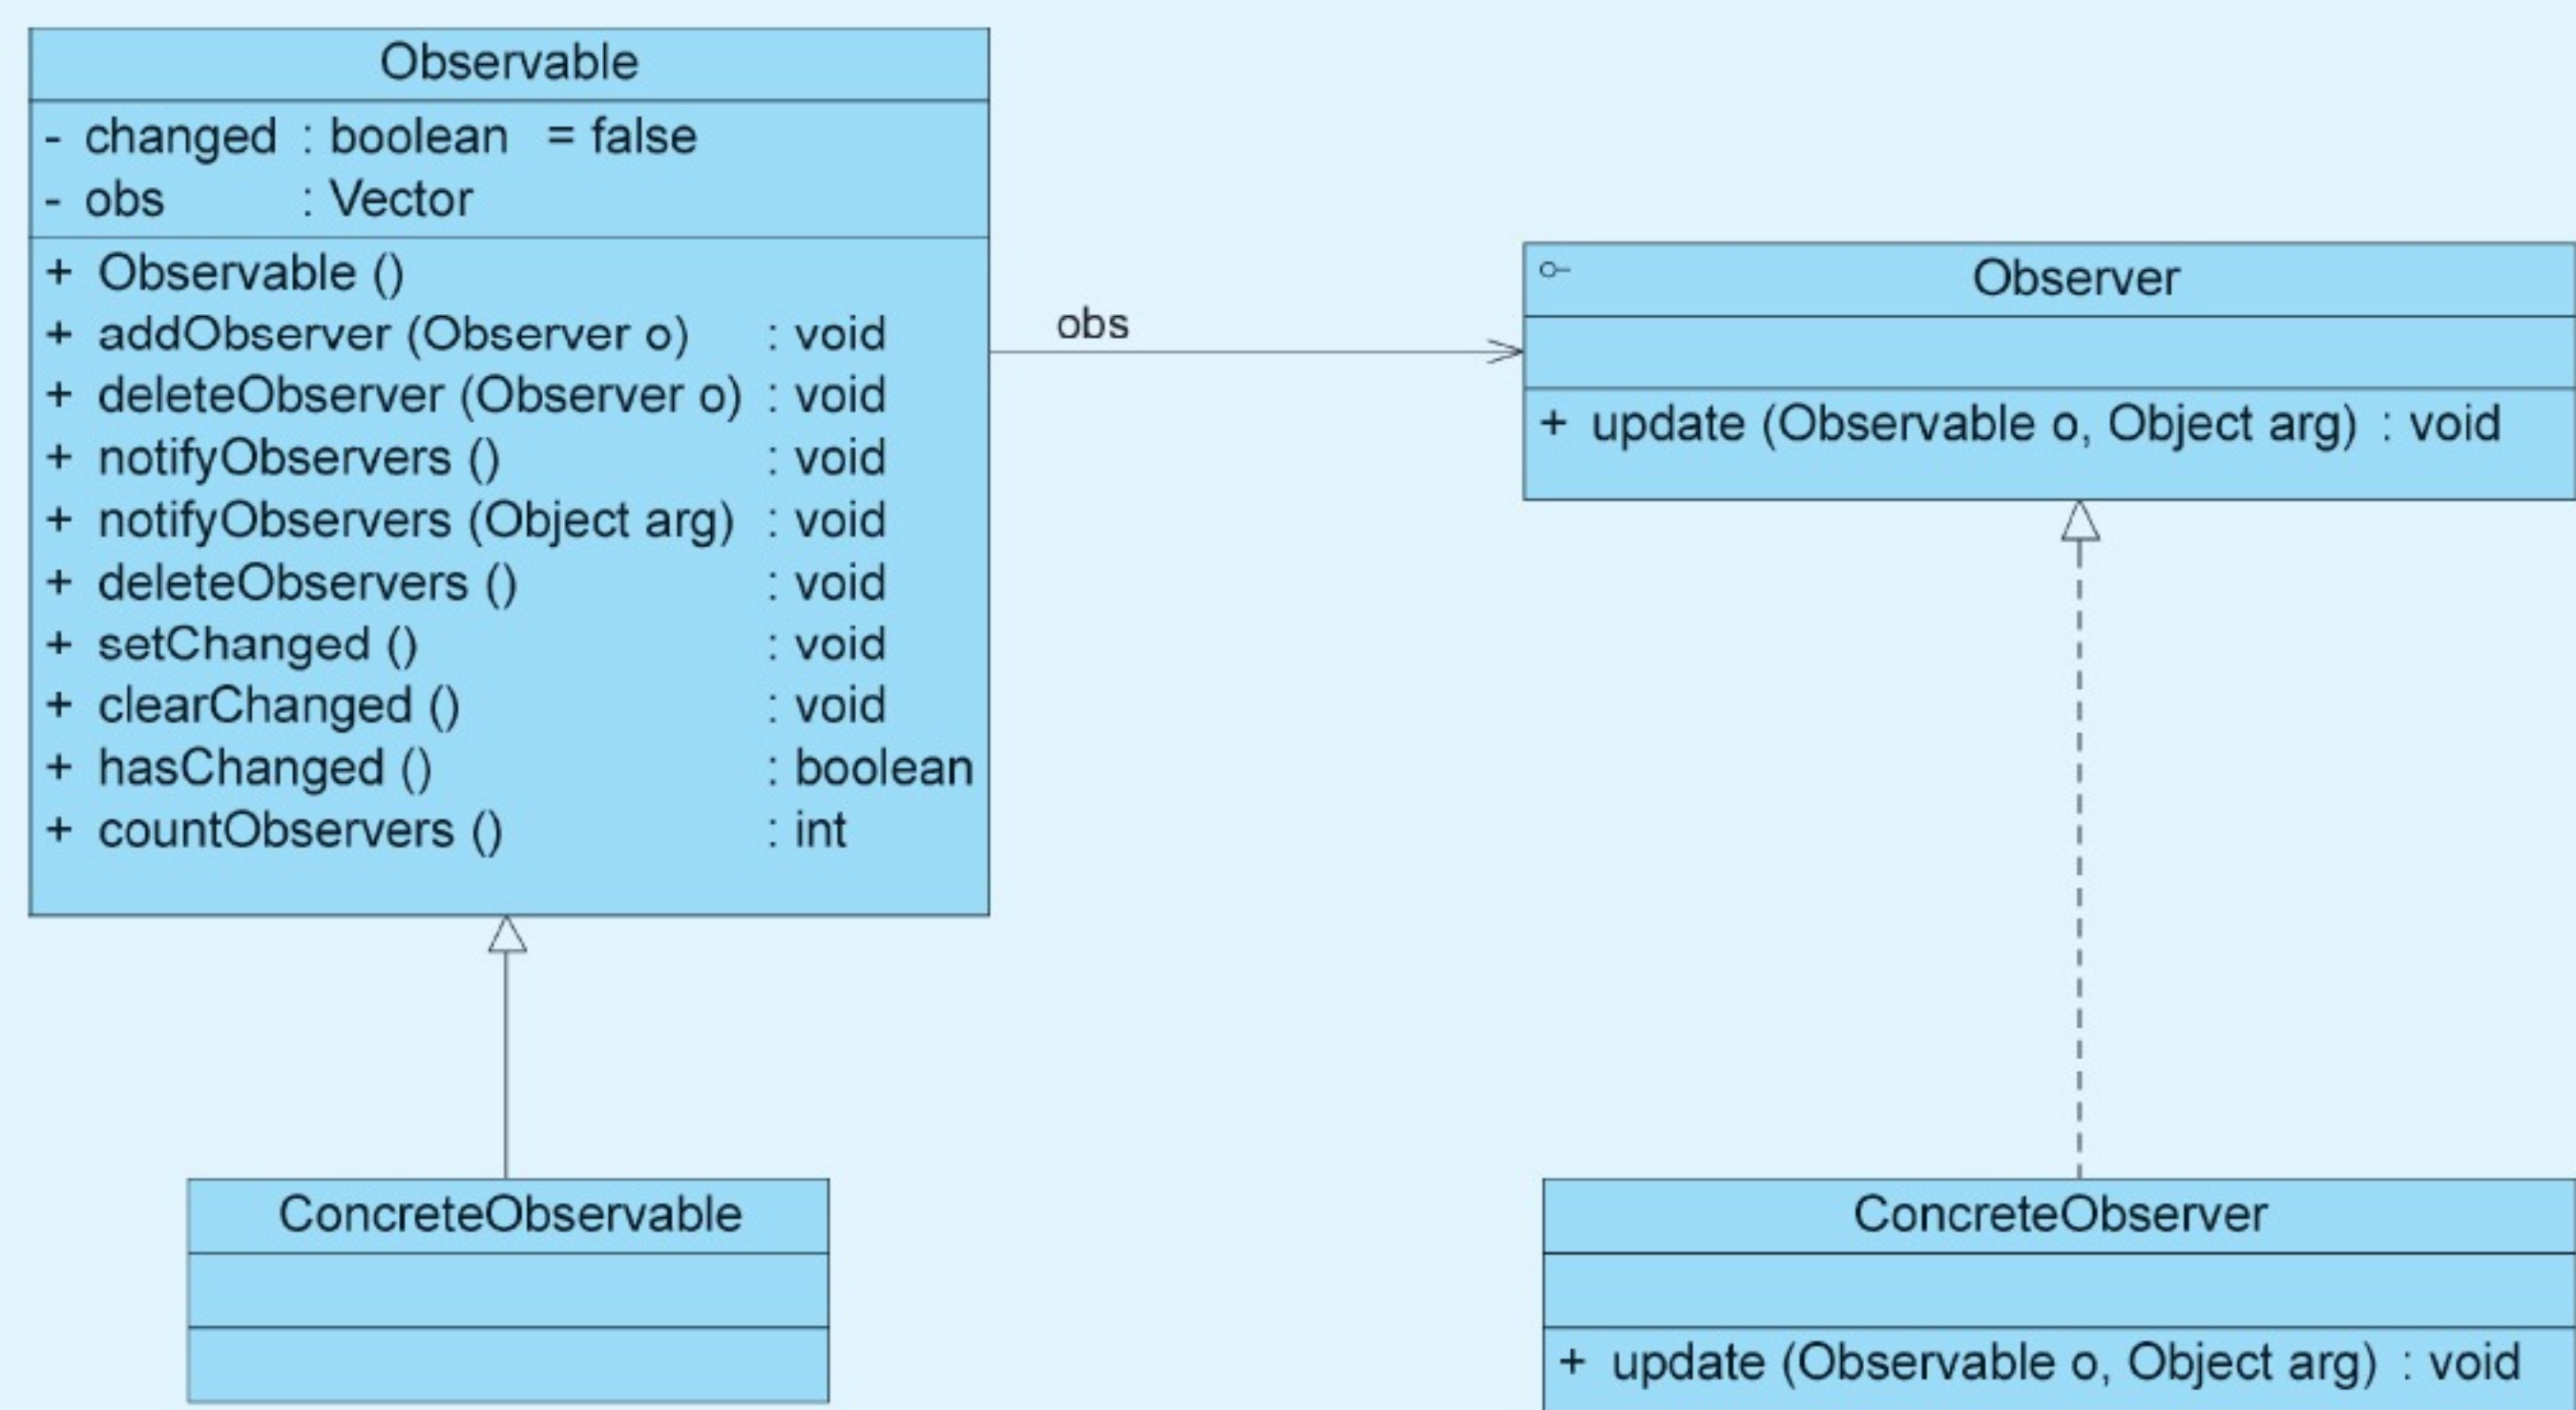 Observable
- changed : boolean = false
- obs : Vector
+ Observable ()
+ addObserver (Observer o) : void
+ deleteObserver (Observer o) : void
+ notifyObservers () : void
+ notifyObservers (Object arg) : void
+ deleteObservers () : void
+ setChanged () : void
+ clearChanged () : void
+ hasChanged () : boolean
+ countObservers () : int
obs
Observer
+ update (Observable o, Object arg) : void
ConcreteObservable
ConcreteObserver
+ update (Observable o, Object arg) : void